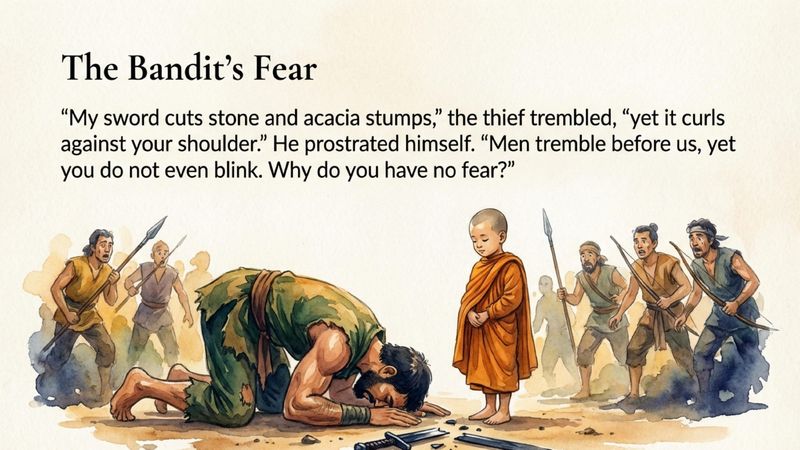 The Bandit’s Fear
“My sword cuts stone and acacia stumps,” the thief trembled, “yet it curls
against your shoulder.” He prostrated himself. “Men tremble before us, yet
you do not even blink. Why do you have no fear?”